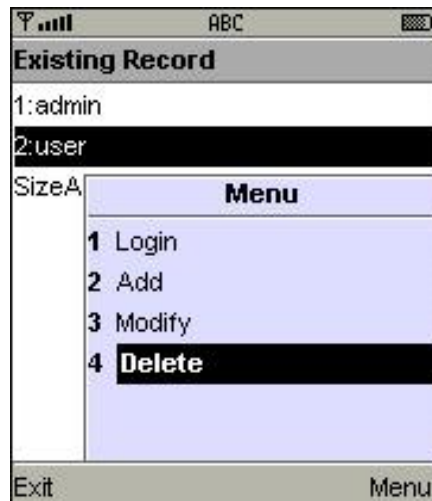 ABC
Existing Record
1:admin
2:user
SizeA
Menu
1 Login
2 Add
3 Modify
4 Delete
Exit Menu